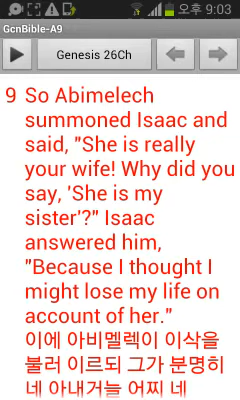 오후 9:03
GcnBible-A9
Genesis 26Ch
9 So Abimelech
summoned Isaac and
said, "She is really
your wife! Why did you
say, 'She is my
sister'?" Isaac
answered him,
"Because I thought I
might lose my life on
account of her."
이에 아비멜렉이 이삭을
불러 이르되 그가 분명히
네 아내거늘 어찌 네